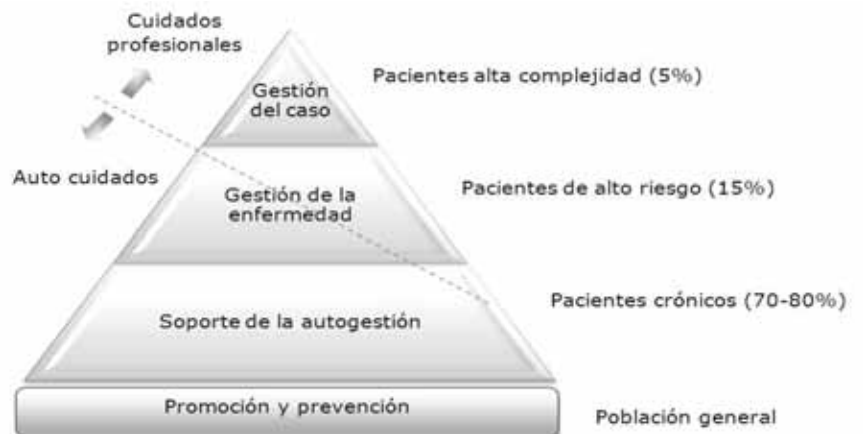 Cuidados
profesionales
Pacientes alta complejidad (5%)
Gestión
del caso
Auto cuidados
Pacientes de alto riesgo (15%)
Gestión de la
enfermedad
Pacientes crónicos (70-80%)
Soporte de la autogestión
Promoción y prevención
Población general